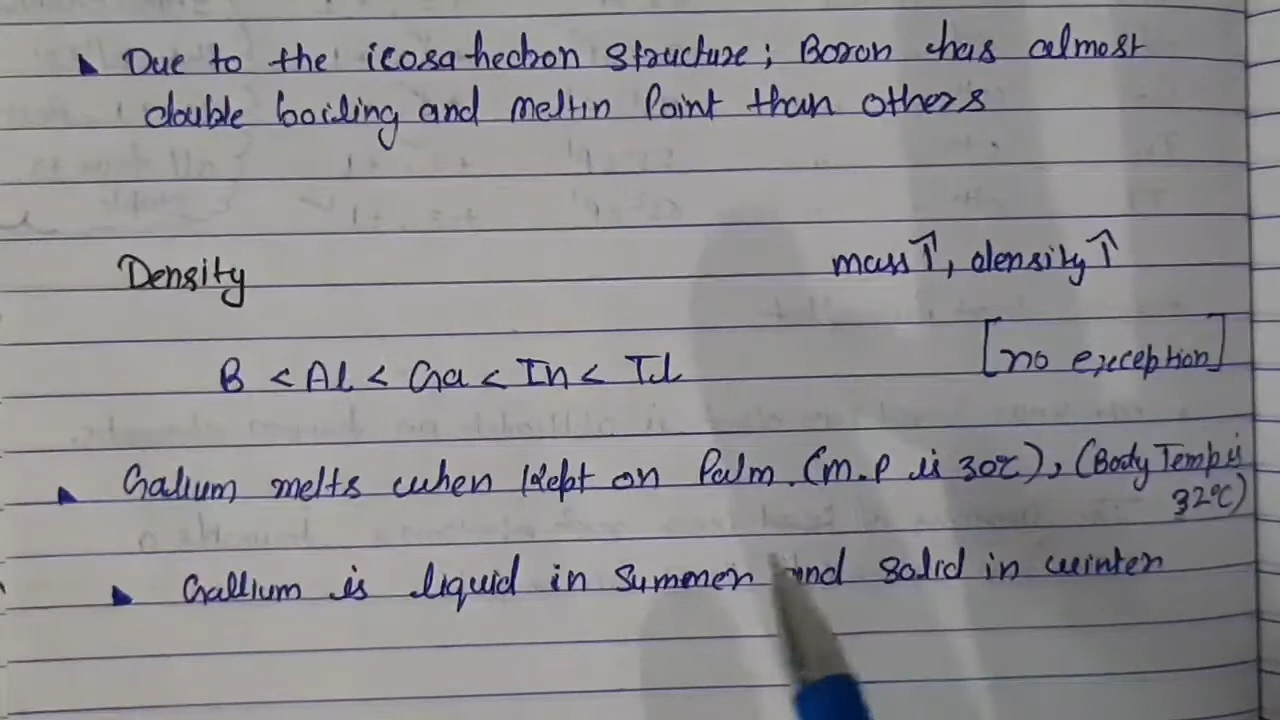 Due to the icosahedron structure; Boron has almost
double boiling and meltin Point than others
Density
mass↑, density↑
B < Al < Ga < In < Tl
[no exception]
Galium melts when kept on Palm. (m.p is 30°C), (Body Temp is
32°C)
Gallium is liquid in Summer and solid in winter